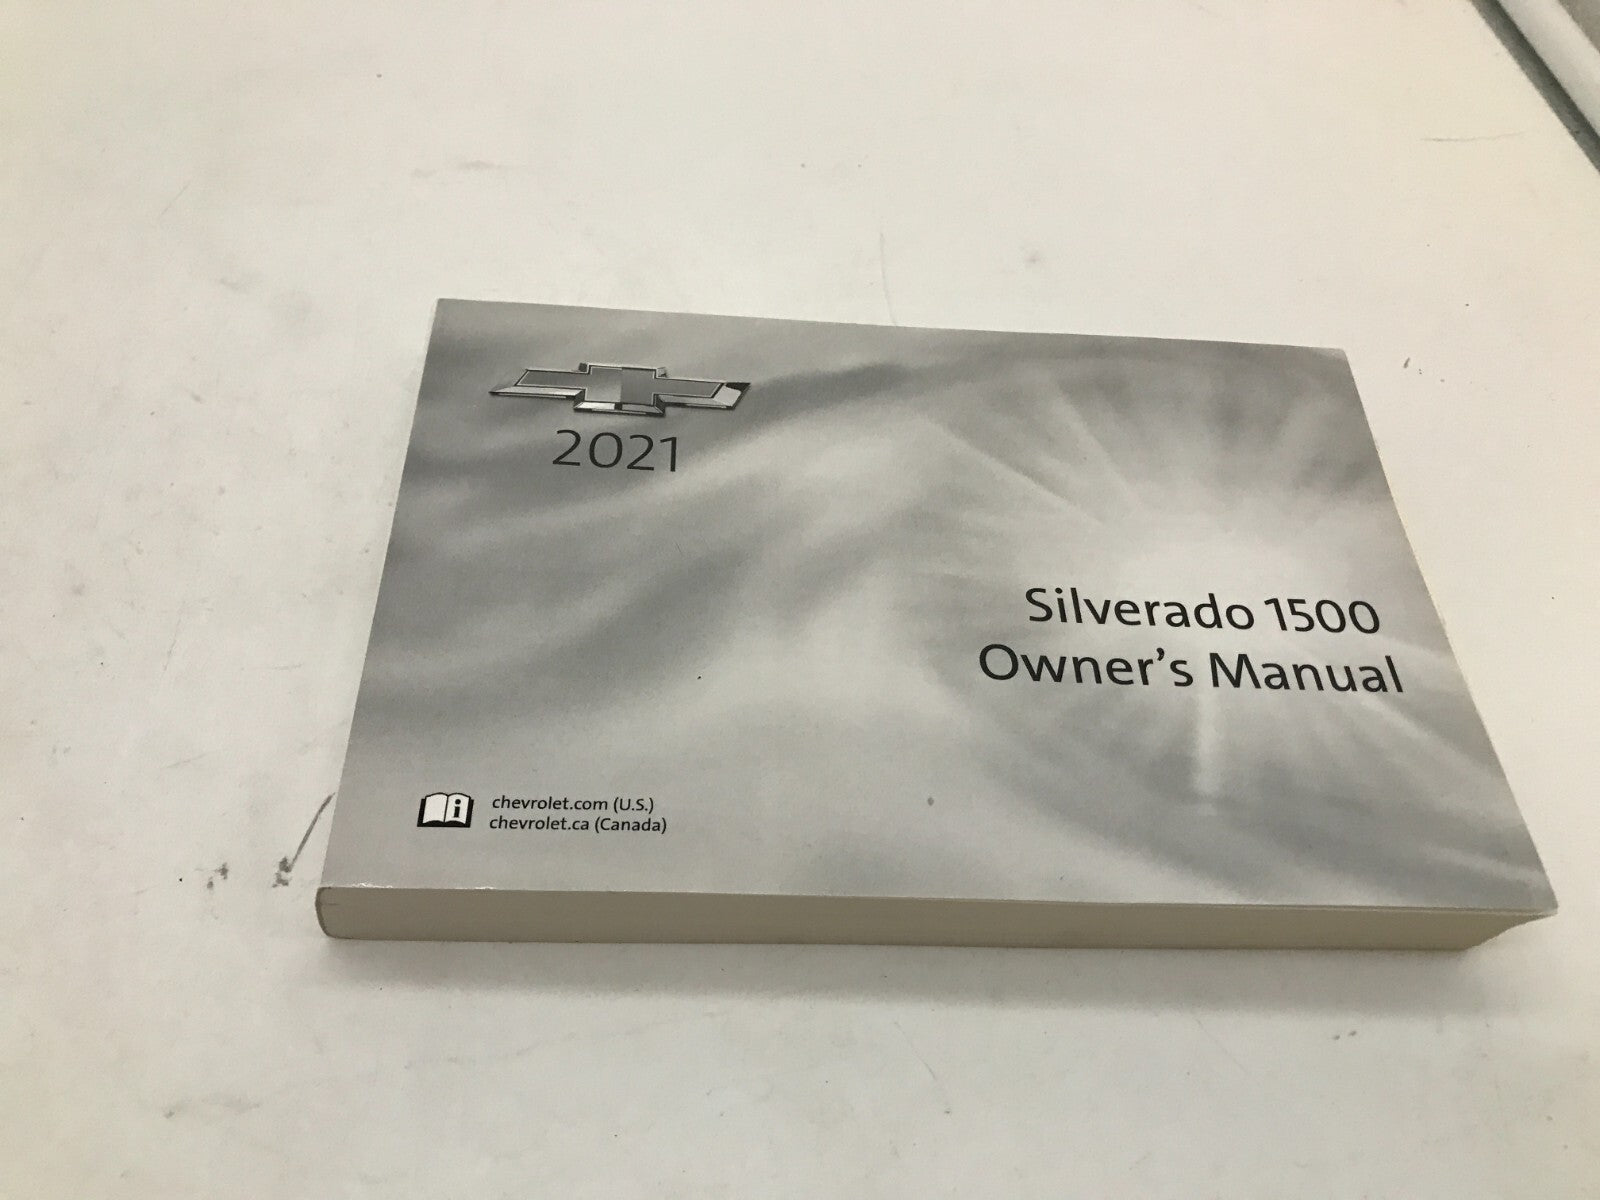 2021
Silverado 1500
Owner's Manual
i
chevrolet.com (U.S.)
chevrolet.ca (Canada)